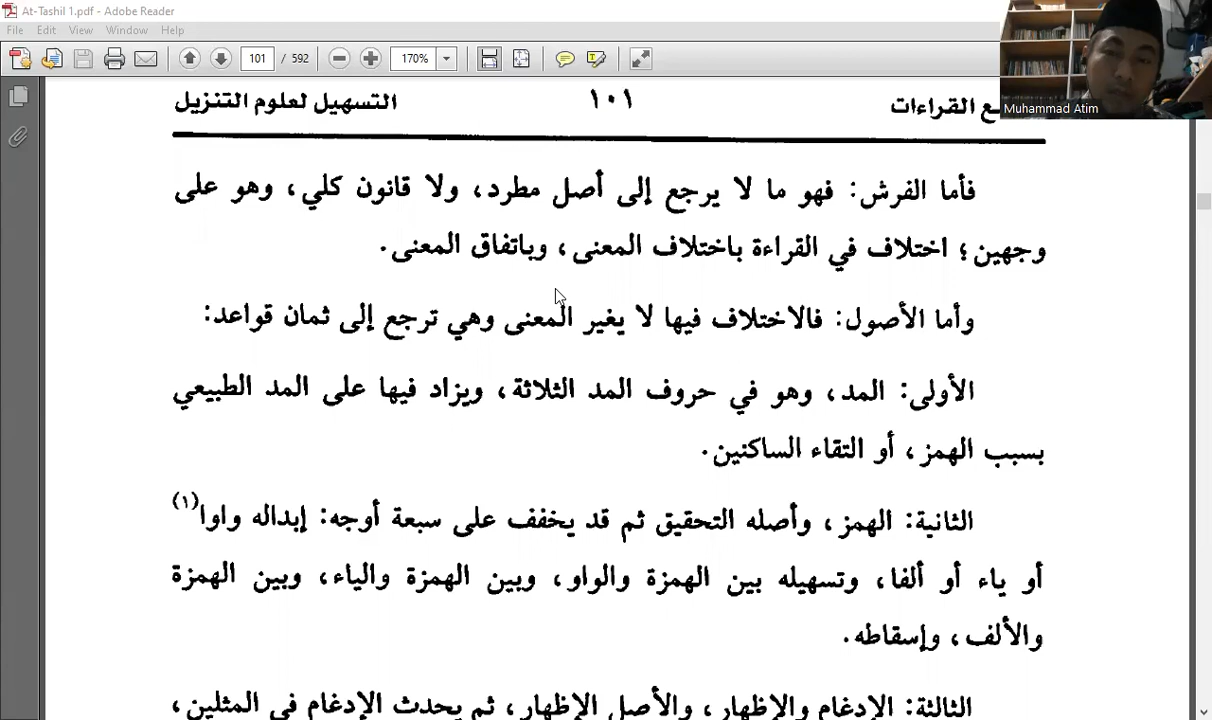 At-Tashil 1.pdf - Adobe Reader
File Edit View Window Help
101 / 592 170%
Muhammad Atim
ـع القراءات ١٠١ التسهيل لعلوم التنزيل
فأما الفرش: فهو ما لا يرجع إلى أصل مطرد، ولا قانون كلي، وهو على
وجهين؛ اختلاف في القراءة باختلاف المعنى، وباتفاق المعنى.
وأما الأصول: فالاختلاف فيها لا يغير المعنى وهي ترجع إلى ثمان قواعد:
الأولى: المد، وهو في حروف المد الثلاثة، ويزاد فيها على المد الطبيعي
بسبب الهمز، أو التقاء الساكنين.
الثانية: الهمز، وأصله التحقيق ثم قد يخفف على سبعة أوجه: إبداله واوا(١)
أو ياء أو ألفا، وتسهيله بين الهمزة والواو، وبين الهمزة والياء، وبين الهمزة
والألف، وإسقاطه.
الثالثة: الإدغام والإظهار، والأصل الإظهار، ثم يحدث الإدغام في المثلين،